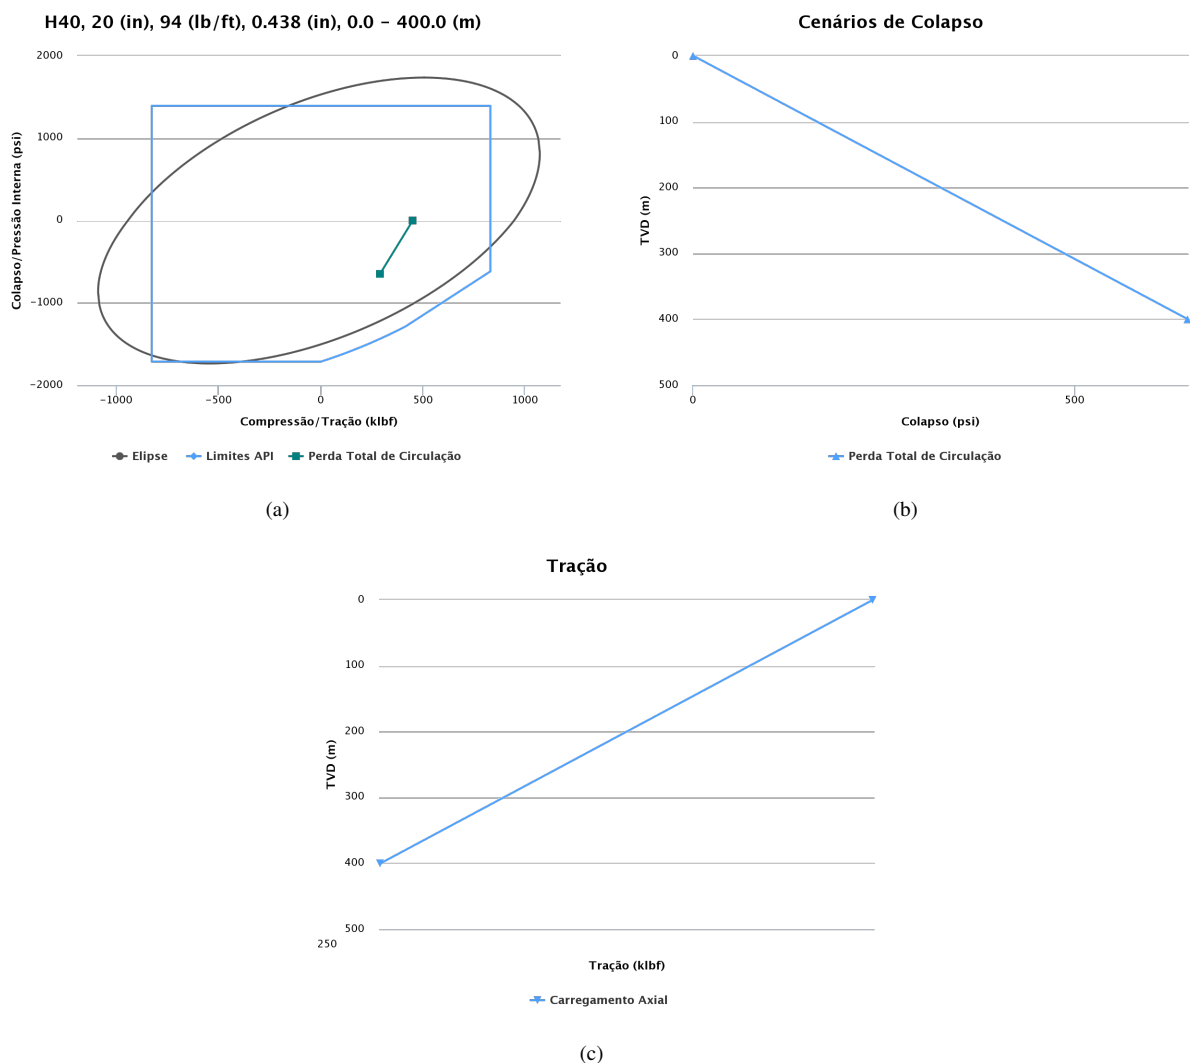 H40, 20 (in), 94 (lb/ft), 0.438 (in), 0.0 - 400.0 (m)
2000
1000
0
-1000
-2000
Colapso/Pressão Interna (psi)
-1000 -500 0 500 1000
Compressão/Tração (klbf)
Elipse Limites API Perda Total de Circulação
(a)
Cenários de Colapso
0
100
200
300
400
500
TVD (m)
0 500
Colapso (psi)
Perda Total de Circulação
(b)
Tração
0
100
200
300
400
500
TVD (m)
250
Tração (klbf)
Carregamento Axial
(c)